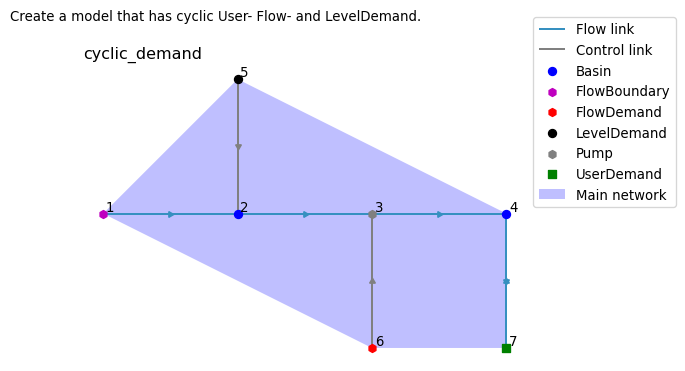 Create a model that has cyclic User- Flow- and LevelDemand.
cyclic_demand
Flow link
Control link
Basin
FlowBoundary
FlowDemand
LevelDemand
Pump
UserDemand
Main network
5
1
2
3
4
6
7